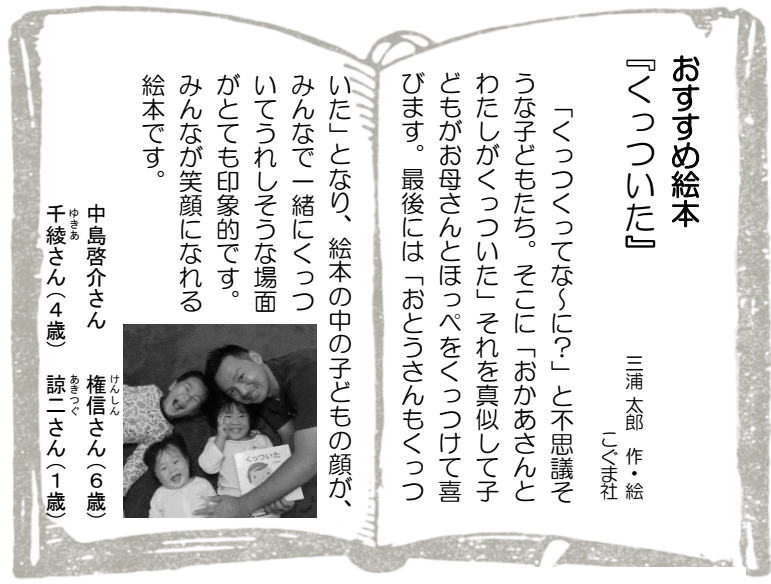 おすすめ絵本
『くっついた』
三浦 太郎 作・絵
こぐま社
「くっつくってな～に？」と不思議そ
うな子どもたち。そこに「おかあさんと
わたしがくっついた」それを真似して子
どもがお母さんとほっぺをくっつけて喜
びます。最後には「おとうさんもくっつ
いた」となり、絵本の中の子どもの顔が、
みんなで一緒にくっつ
いてうれしそうな場面
がとても印象的です。
みんなが笑顔になれる
絵本です。
中島啓介さん 権信さん（６歳）
けんしん
千綾さん（４歳） 諒二さん（１歳）
ゆきあ あきつぐ
くっついた